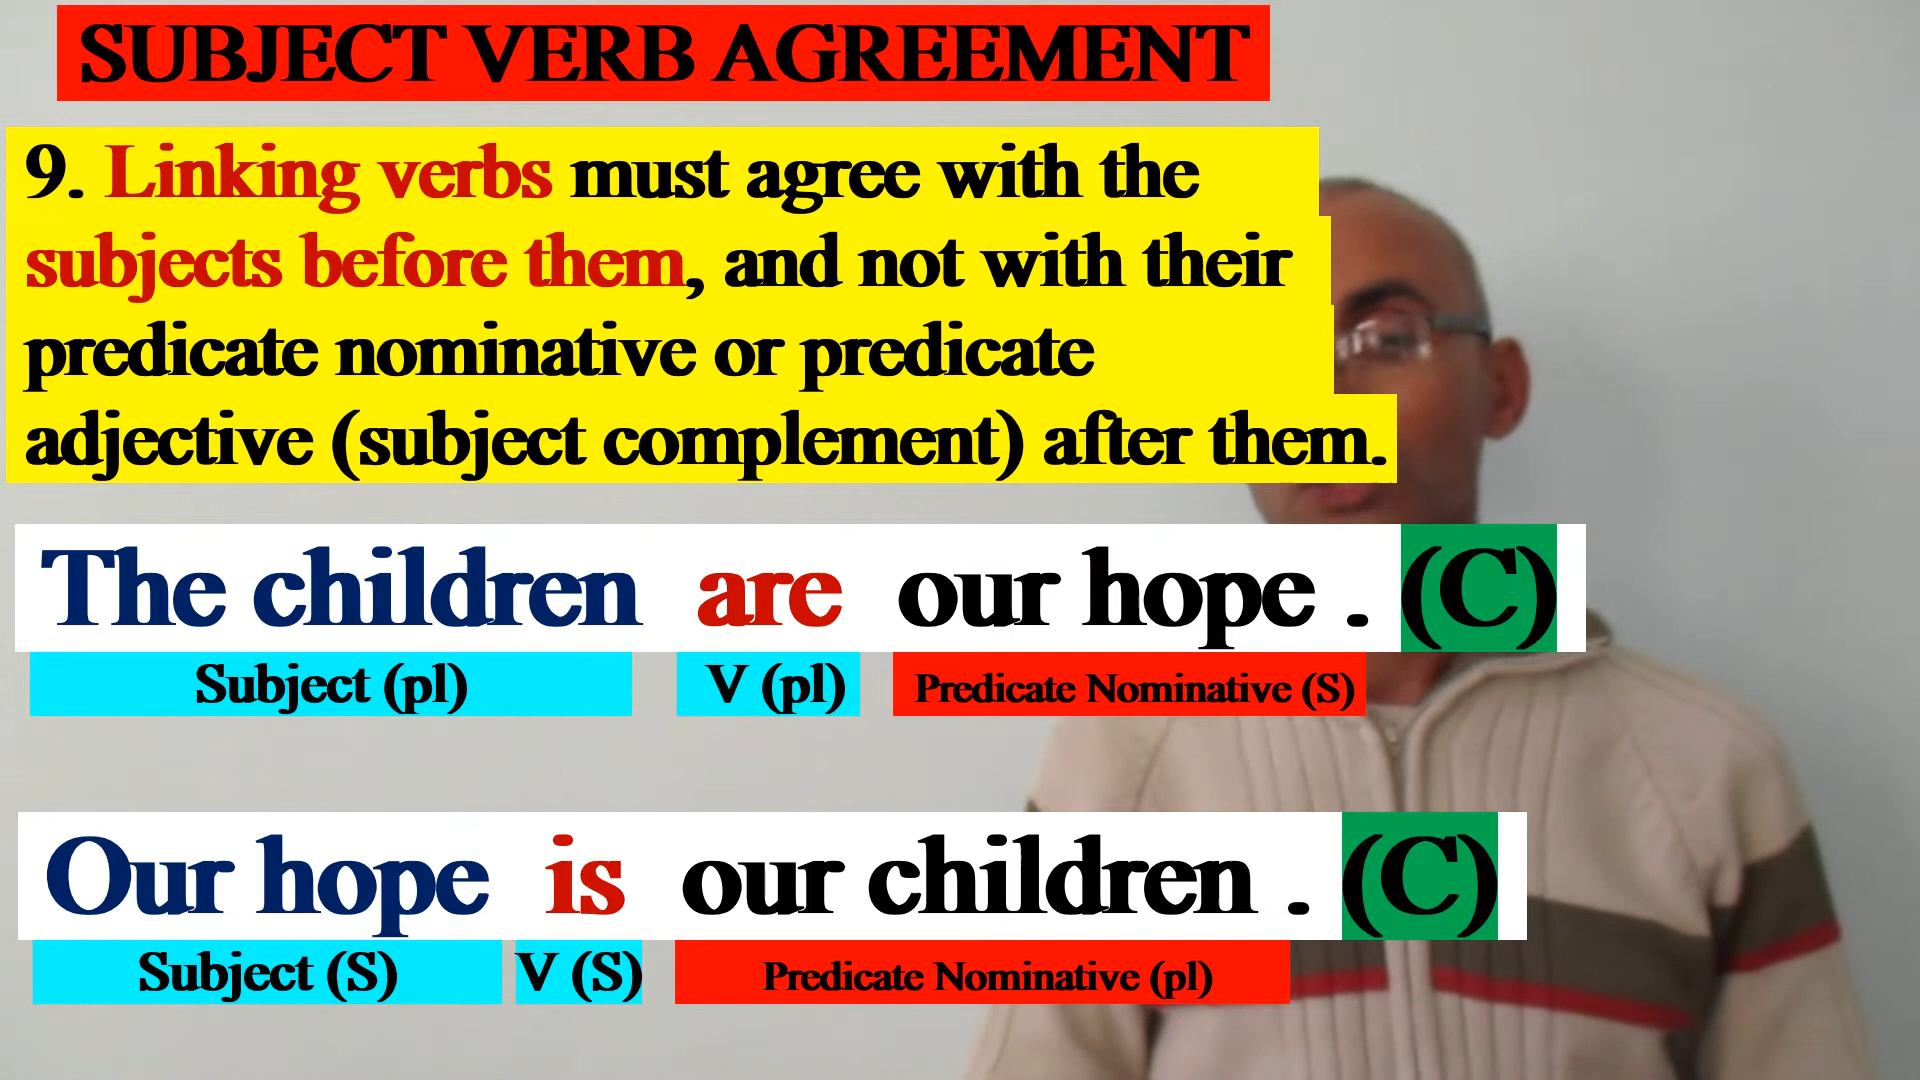 SUBJECT VERB AGREEMENT
9. Linking verbs must agree with the
subjects before them, and not with their
predicate nominative or predicate
adjective (subject complement) after them.
The children are our hope . (C)
Subject (pl) V (pl) Predicate Nominative (S)
Our hope is our children . (C)
Subject (S) V (S) Predicate Nominative (pl)